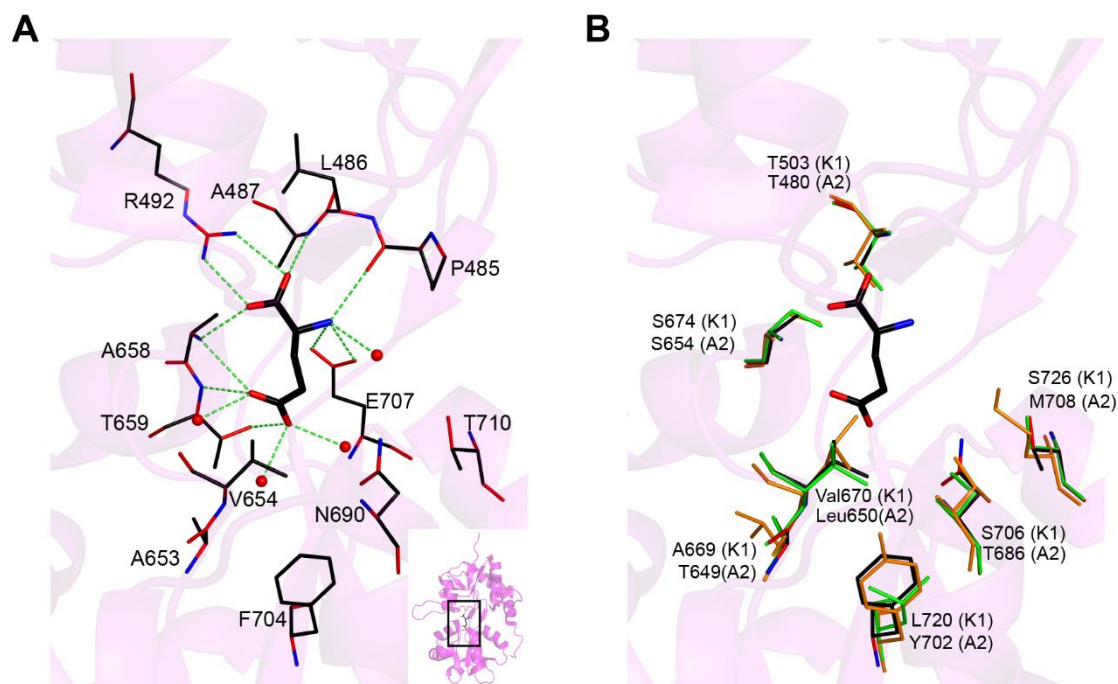 A
L486
A487
R492
P485
A658
E707
T710
T659
V654
N690
A653
F704
B
T503 (K1)
T480 (A2)
S674 (K1)
S654 (A2)
S726 (K1)
M708 (A2)
Val670 (K1)
Leu650(A2)
S706 (K1)
T686 (A2)
A669 (K1)
T649(A2)
L720 (K1)
Y702 (A2)